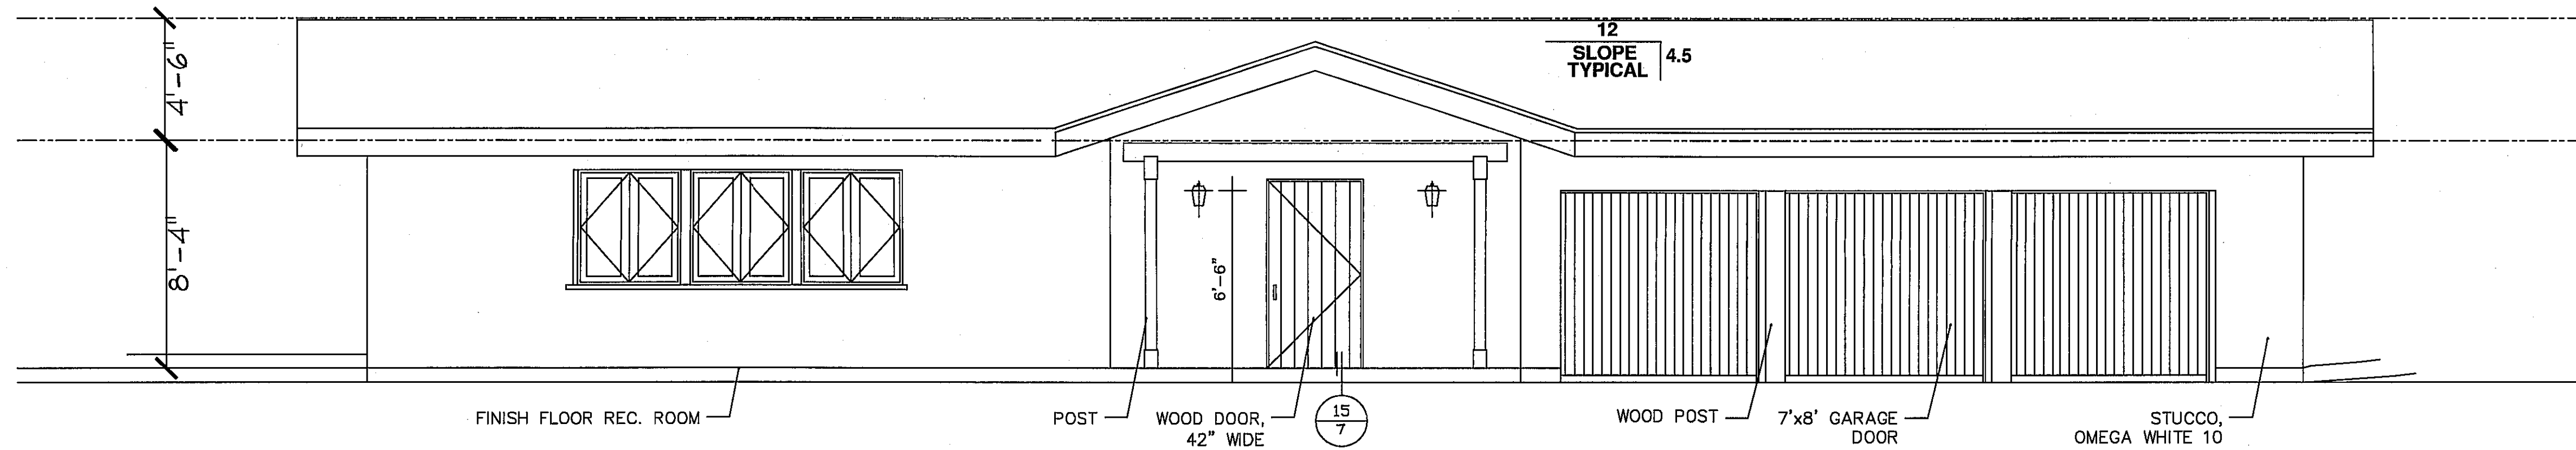 12
SLOPE 4.5
TYPICAL
4'-6"
8'-4"
6'-6"
FINISH FLOOR REC. ROOM
POST
WOOD DOOR,
42" WIDE
15
7
WOOD POST
7'x8' GARAGE
DOOR
STUCCO,
OMEGA WHITE 10